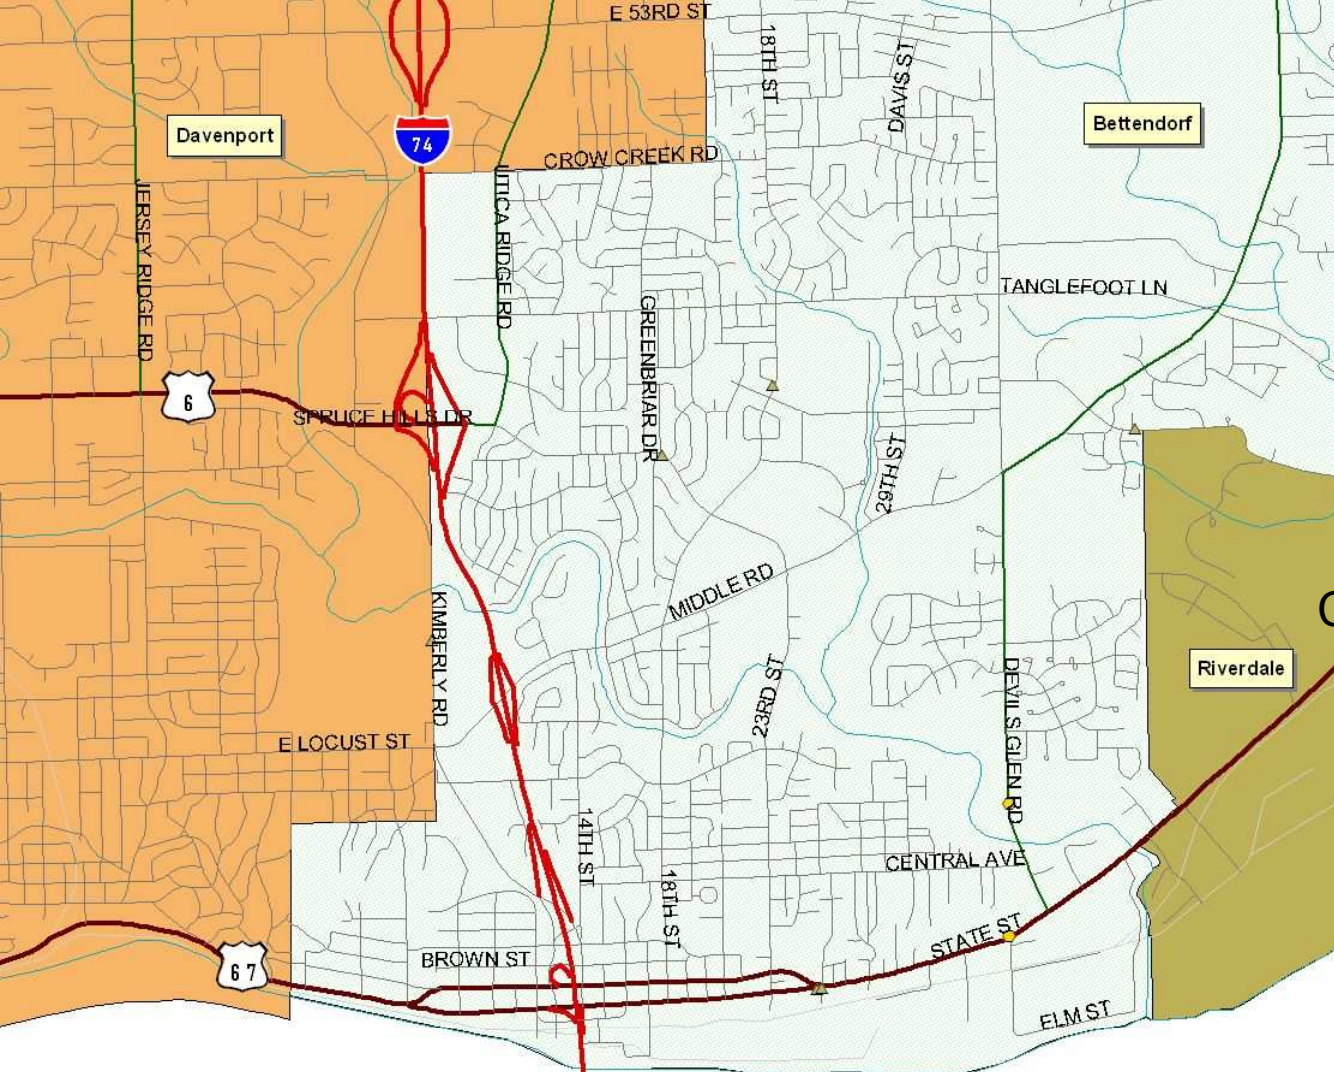 E 53RD ST
18TH ST
DAVIS ST
Davenport
Bettendorf
74
CROW CREEK RD
JERSEY RIDGE RD
UTICA RIDGE RD
TANGLEFOOT LN
GREENBRIAR DR
6
SPRUCE HILLS DR
29TH ST
MIDDLE RD
KIMBERLY RD
23RD ST
DEVILS GLEN RD
Riverdale
E LOCUST ST
14TH ST
18TH ST
CENTRAL AVE
STATE ST
BROWN ST
67
ELM ST